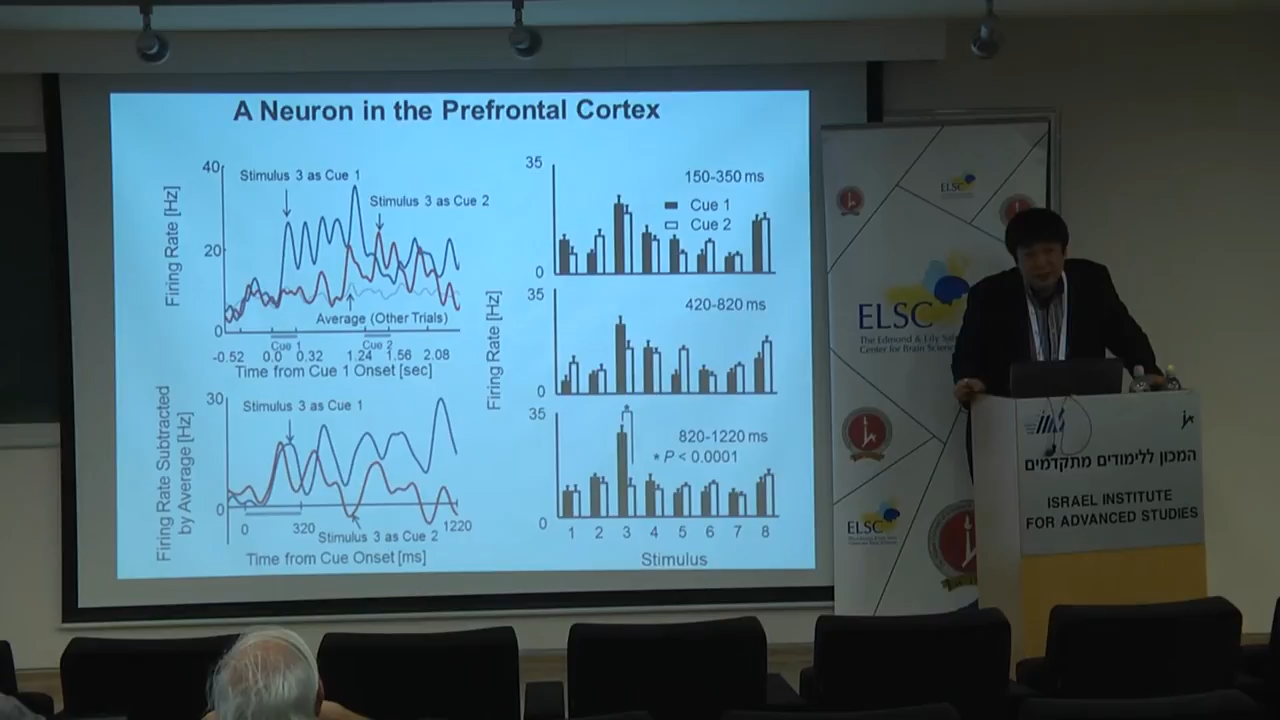 A Neuron in the Prefrontal Cortex
40
Stimulus 3 as Cue 1
Stimulus 3 as Cue 2
Firing Rate [Hz]
20
Average (Other Trials)
0
Cue 1
Cue 2
-0.52 0.0 0.32 1.24 1.56 2.08
Time from Cue 1 Onset [sec]
30
Stimulus 3 as Cue 1
Firing Rate Subtracted
by Average [Hz]
0
0 320 1220
Stimulus 3 as Cue 2
Time from Cue Onset [ms]
35
150-350 ms
Cue 1
Cue 2
0
35
420-820 ms
Firing Rate [Hz]
0
35
*
820-1220 ms
* P < 0.0001
0
1 2 3 4 5 6 7 8
Stimulus
ELSC
ELSC
The Edmond & Lily
Center for Brain
ELSC
המכון ללימודים מתקדמים
ISRAEL INSTITUTE
FOR ADVANCED STUDIES